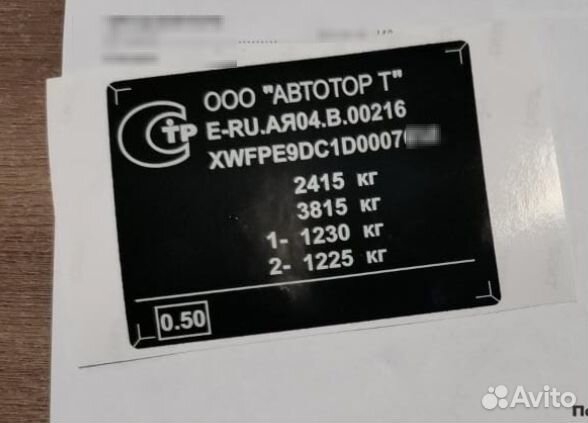 СТР
ООО "АВТОТОР Т"
E-RU.АЯ04.В.00216
XWFPE9DC1D0007
2415 кг
3815 кг
1- 1230 кг
2- 1225 кг
0.50
Avito